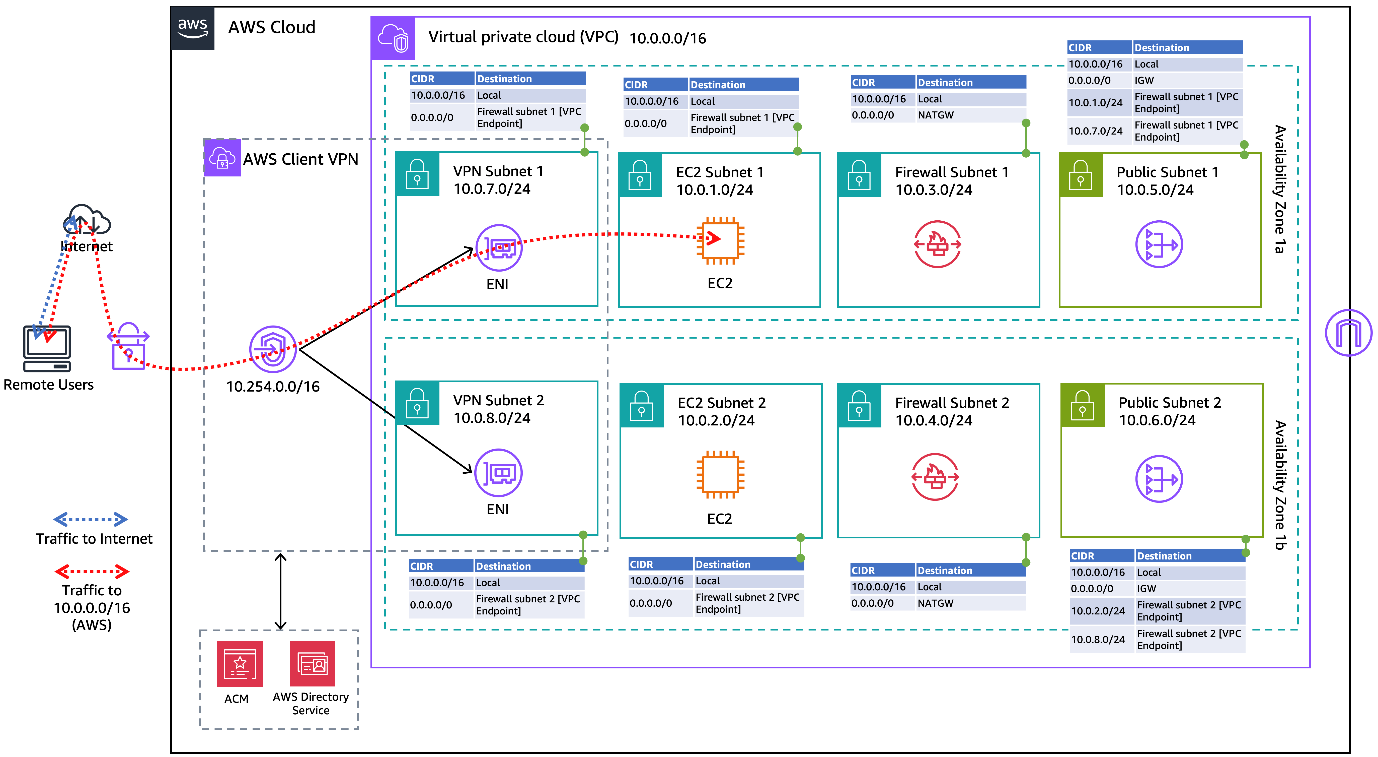 aws
AWS Cloud
Virtual private cloud (VPC) 10.0.0.0/16
CIDR Destination
10.0.0.0/16 Local
0.0.0.0/0 Firewall subnet 1 [VPC
Endpoint]
CIDR Destination
10.0.0.0/16 Local
0.0.0.0/0 Firewall subnet 1 [VPC
Endpoint]
CIDR Destination
10.0.0.0/16 Local
0.0.0.0/0 NATGW
CIDR Destination
10.0.0.0/16 Local
0.0.0.0/0 IGW
10.0.1.0/24 Firewall subnet 1 [VPC
Endpoint]
10.0.7.0/24 Firewall subnet 1 [VPC
Endpoint]
AWS Client VPN
VPN Subnet 1
10.0.7.0/24
ENI
EC2 Subnet 1
10.0.1.0/24
EC2
Firewall Subnet 1
10.0.3.0/24
Public Subnet 1
10.0.5.0/24
Availability Zone 1a
Internet
Remote Users
10.254.0.0/16
VPN Subnet 2
10.0.8.0/24
ENI
EC2 Subnet 2
10.0.2.0/24
EC2
Firewall Subnet 2
10.0.4.0/24
Public Subnet 2
10.0.6.0/24
Availability Zone 1b
CIDR Destination
10.0.0.0/16 Local
0.0.0.0/0 Firewall subnet 2 [VPC
Endpoint]
CIDR Destination
10.0.0.0/16 Local
0.0.0.0/0 Firewall subnet 2 [VPC
Endpoint]
CIDR Destination
10.0.0.0/16 Local
0.0.0.0/0 NATGW
CIDR Destination
10.0.0.0/16 Local
0.0.0.0/0 IGW
10.0.2.0/24 Firewall subnet 2 [VPC
Endpoint]
10.0.8.0/24 Firewall subnet 2 [VPC
Endpoint]
Traffic to Internet
Traffic to
10.0.0.0/16
(AWS)
ACM
AWS Directory
Service